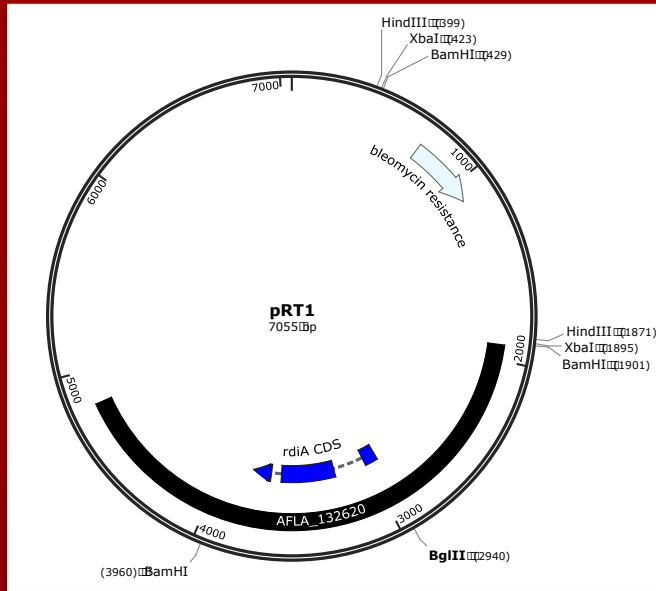 HindIII (399)
XbaI (423)
BamHI (429)
7000
1000
bleomycin resistance
6000
pRT1
7055 bp
HindIII (1871)
XbaI (1895)
BamHI (1901)
2000
5000
rdiA CDS
AFLA_132620
3000
4000
BglII (2940)
(3960) BamHI